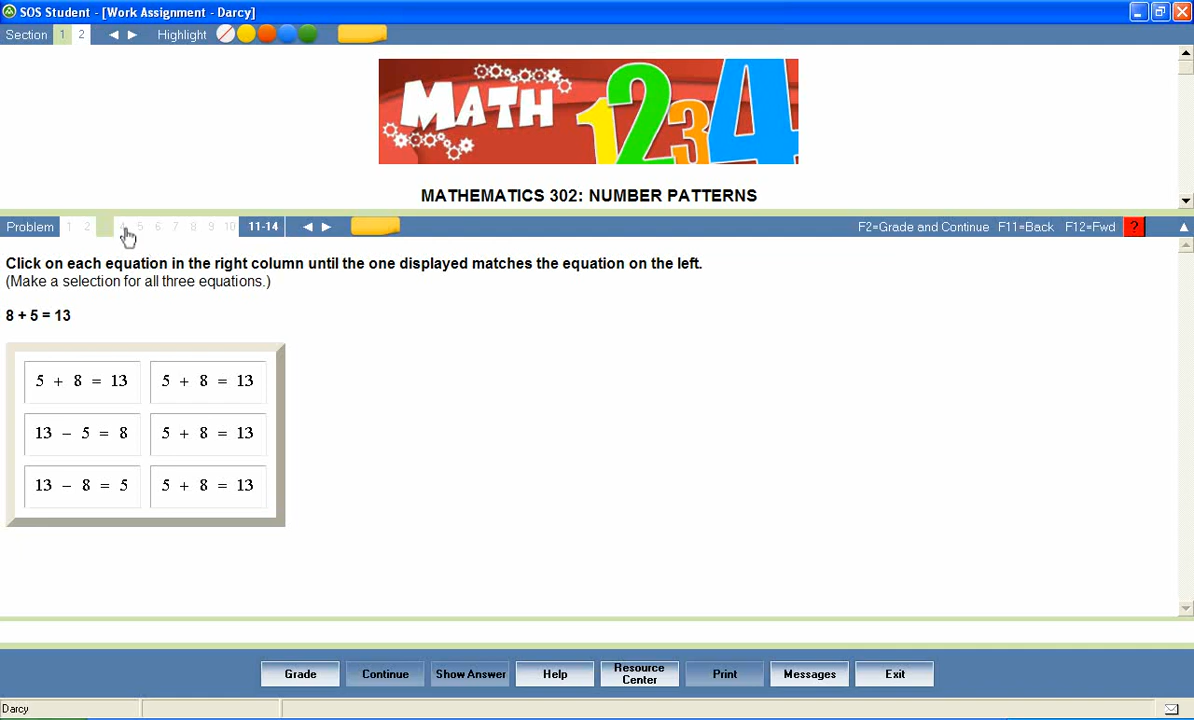 SOS Student - [Work Assignment - Darcy]
Section 1 2 Highlight
MATH 1234
MATHEMATICS 302: NUMBER PATTERNS
Problem 1 2 4 5 6 7 8 9 10 11-14 F2=Grade and Continue F11=Back F12=Fwd ?
Click on each equation in the right column until the one displayed matches the equation on the left.
(Make a selection for all three equations.)
8 + 5 = 13
5 + 8 = 13 5 + 8 = 13
13 − 5 = 8 5 + 8 = 13
13 − 8 = 5 5 + 8 = 13
Grade Continue Show Answer Help Resource Center Print Messages Exit
Darcy